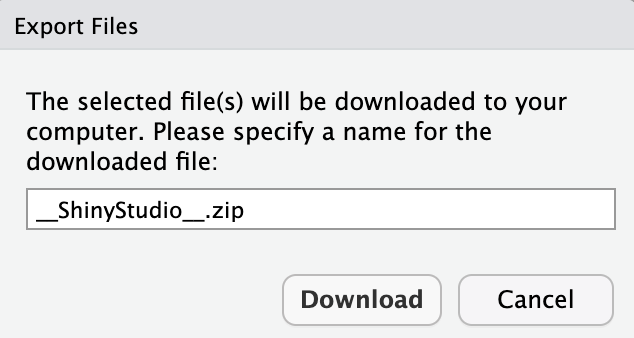 Export Files
The selected file(s) will be downloaded to your
computer. Please specify a name for the
downloaded file:
__ShinyStudio__.zip
Download Cancel